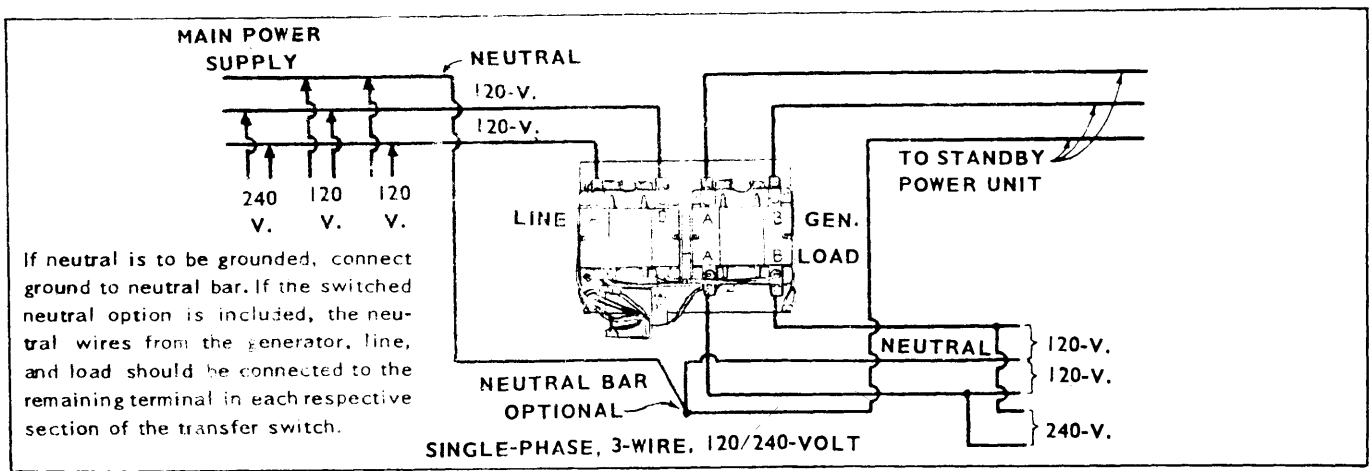 MAIN POWER
SUPPLY
NEUTRAL
120-V.
120-V.
TO STANDBY
POWER UNIT
240
V.
120
V.
120
V.
LINE
A
B
GEN.
A
B
LOAD
If neutral is to be grounded, connect
ground to neutral bar. If the switched
neutral option is included, the neu-
tral wires from the generator, line,
and load should be connected to the
remaining terminal in each respective
section of the transfer switch.
NEUTRAL
120-V.
120-V.
NEUTRAL BAR
OPTIONAL
240-V.
SINGLE-PHASE, 3-WIRE, 120/240-VOLT